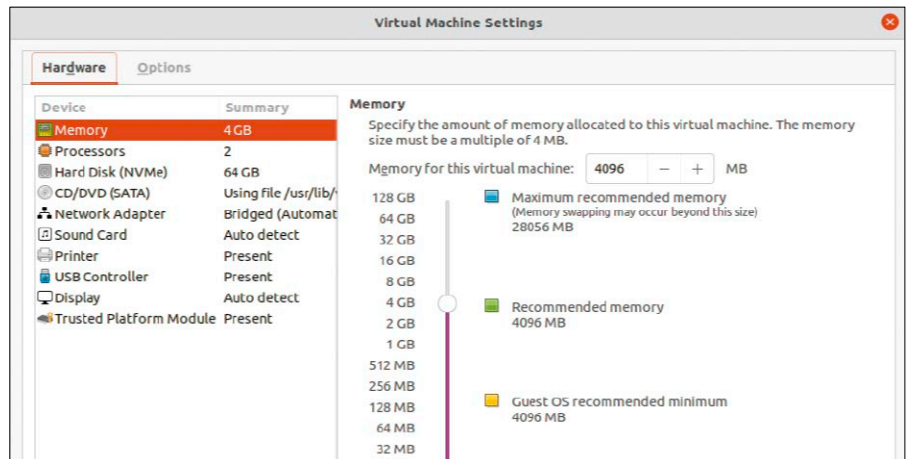 Virtual Machine Settings
Hardware
Options
Device Summary
Memory 4 GB
Processors 2
Hard Disk (NVMe) 64 GB
CD/DVD (SATA) Using file /usr/lib/
Network Adapter Bridged (Automat
Sound Card Auto detect
Printer Present
USB Controller Present
Display Auto detect
Trusted Platform Module Present
Memory
Specify the amount of memory allocated to this virtual machine. The memory
size must be a multiple of 4 MB.
Memory for this virtual machine: 4096 − + MB
128 GB
64 GB
32 GB
16 GB
8 GB
4 GB
2 GB
1 GB
512 MB
256 MB
128 MB
64 MB
32 MB
Maximum recommended memory
(Memory swapping may occur beyond this size)
28056 MB
Recommended memory
4096 MB
Guest OS recommended minimum
4096 MB